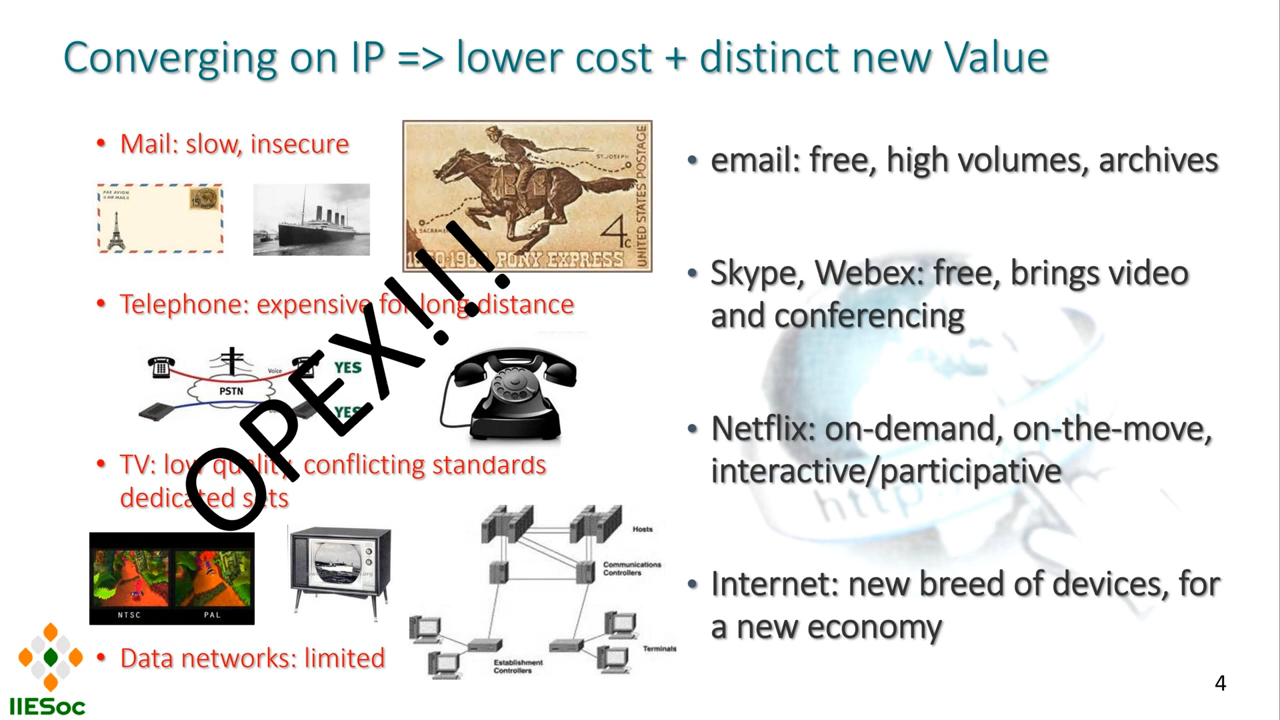 Converging on IP => lower cost + distinct new Value
• Mail: slow, insecure
PAR AVION
AIR MAIL
15
ST. JOSEPH
SACRAMENTO
4c
UNITED STATES POSTAGE
1860·1960 PONY EXPRESS
• Telephone: expensive for long distance
Voice
YES
PSTN
YES
OPEX!!!
• TV: low quality, conflicting standards
dedicated sets
NTSC PAL
Hosts
Communications
Controllers
Terminals
Establishment
Controllers
• Data networks: limited
• email: free, high volumes, archives
• Skype, Webex: free, brings video
and conferencing
• Netflix: on-demand, on-the-move,
interactive/participative
http
• Internet: new breed of devices, for
a new economy
IIESoc
4